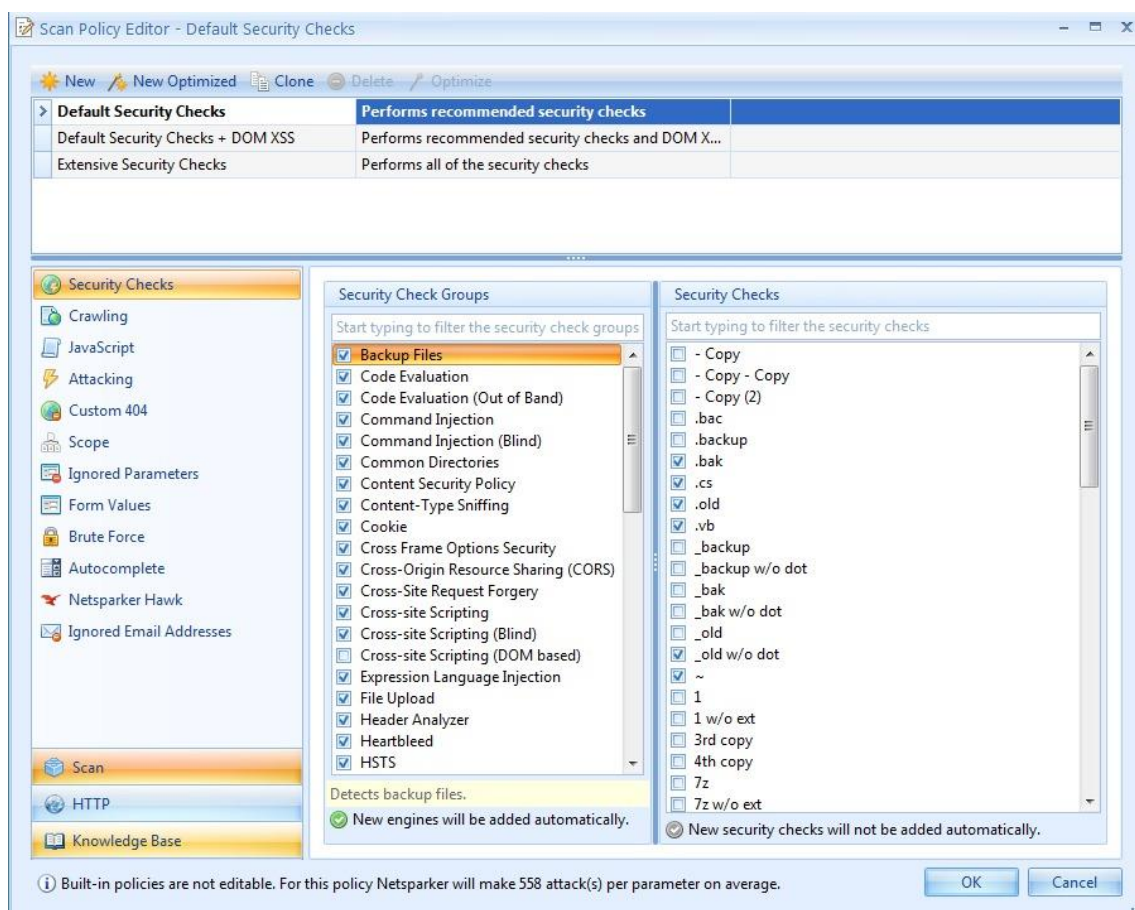 Scan Policy Editor - Default Security Checks
New New Optimized Clone Delete Optimize
Default Security Checks Performs recommended security checks
Default Security Checks + DOM XSS Performs recommended security checks and DOM X...
Extensive Security Checks Performs all of the security checks
Security Checks
Crawling
JavaScript
Attacking
Custom 404
Scope
Ignored Parameters
Form Values
Brute Force
Autocomplete
Netsparker Hawk
Ignored Email Addresses
Scan
HTTP
Knowledge Base
Security Check Groups
Start typing to filter the security check groups
Backup Files
Code Evaluation
Code Evaluation (Out of Band)
Command Injection
Command Injection (Blind)
Common Directories
Content Security Policy
Content-Type Sniffing
Cookie
Cross Frame Options Security
Cross-Origin Resource Sharing (CORS)
Cross-Site Request Forgery
Cross-site Scripting
Cross-site Scripting (Blind)
Cross-site Scripting (DOM based)
Expression Language Injection
File Upload
Header Analyzer
Heartbleed
HSTS
Detects backup files.
New engines will be added automatically.
Security Checks
Start typing to filter the security checks
- Copy
- Copy - Copy
- Copy (2)
.bac
.backup
.bak
.cs
.old
.vb
_backup
_backup w/o dot
_bak
_bak w/o dot
_old
_old w/o dot
~
1
1 w/o ext
3rd copy
4th copy
7z
7z w/o ext
New security checks will not be added automatically.
Built-in policies are not editable. For this policy Netsparker will make 558 attack(s) per parameter on average.
OK Cancel